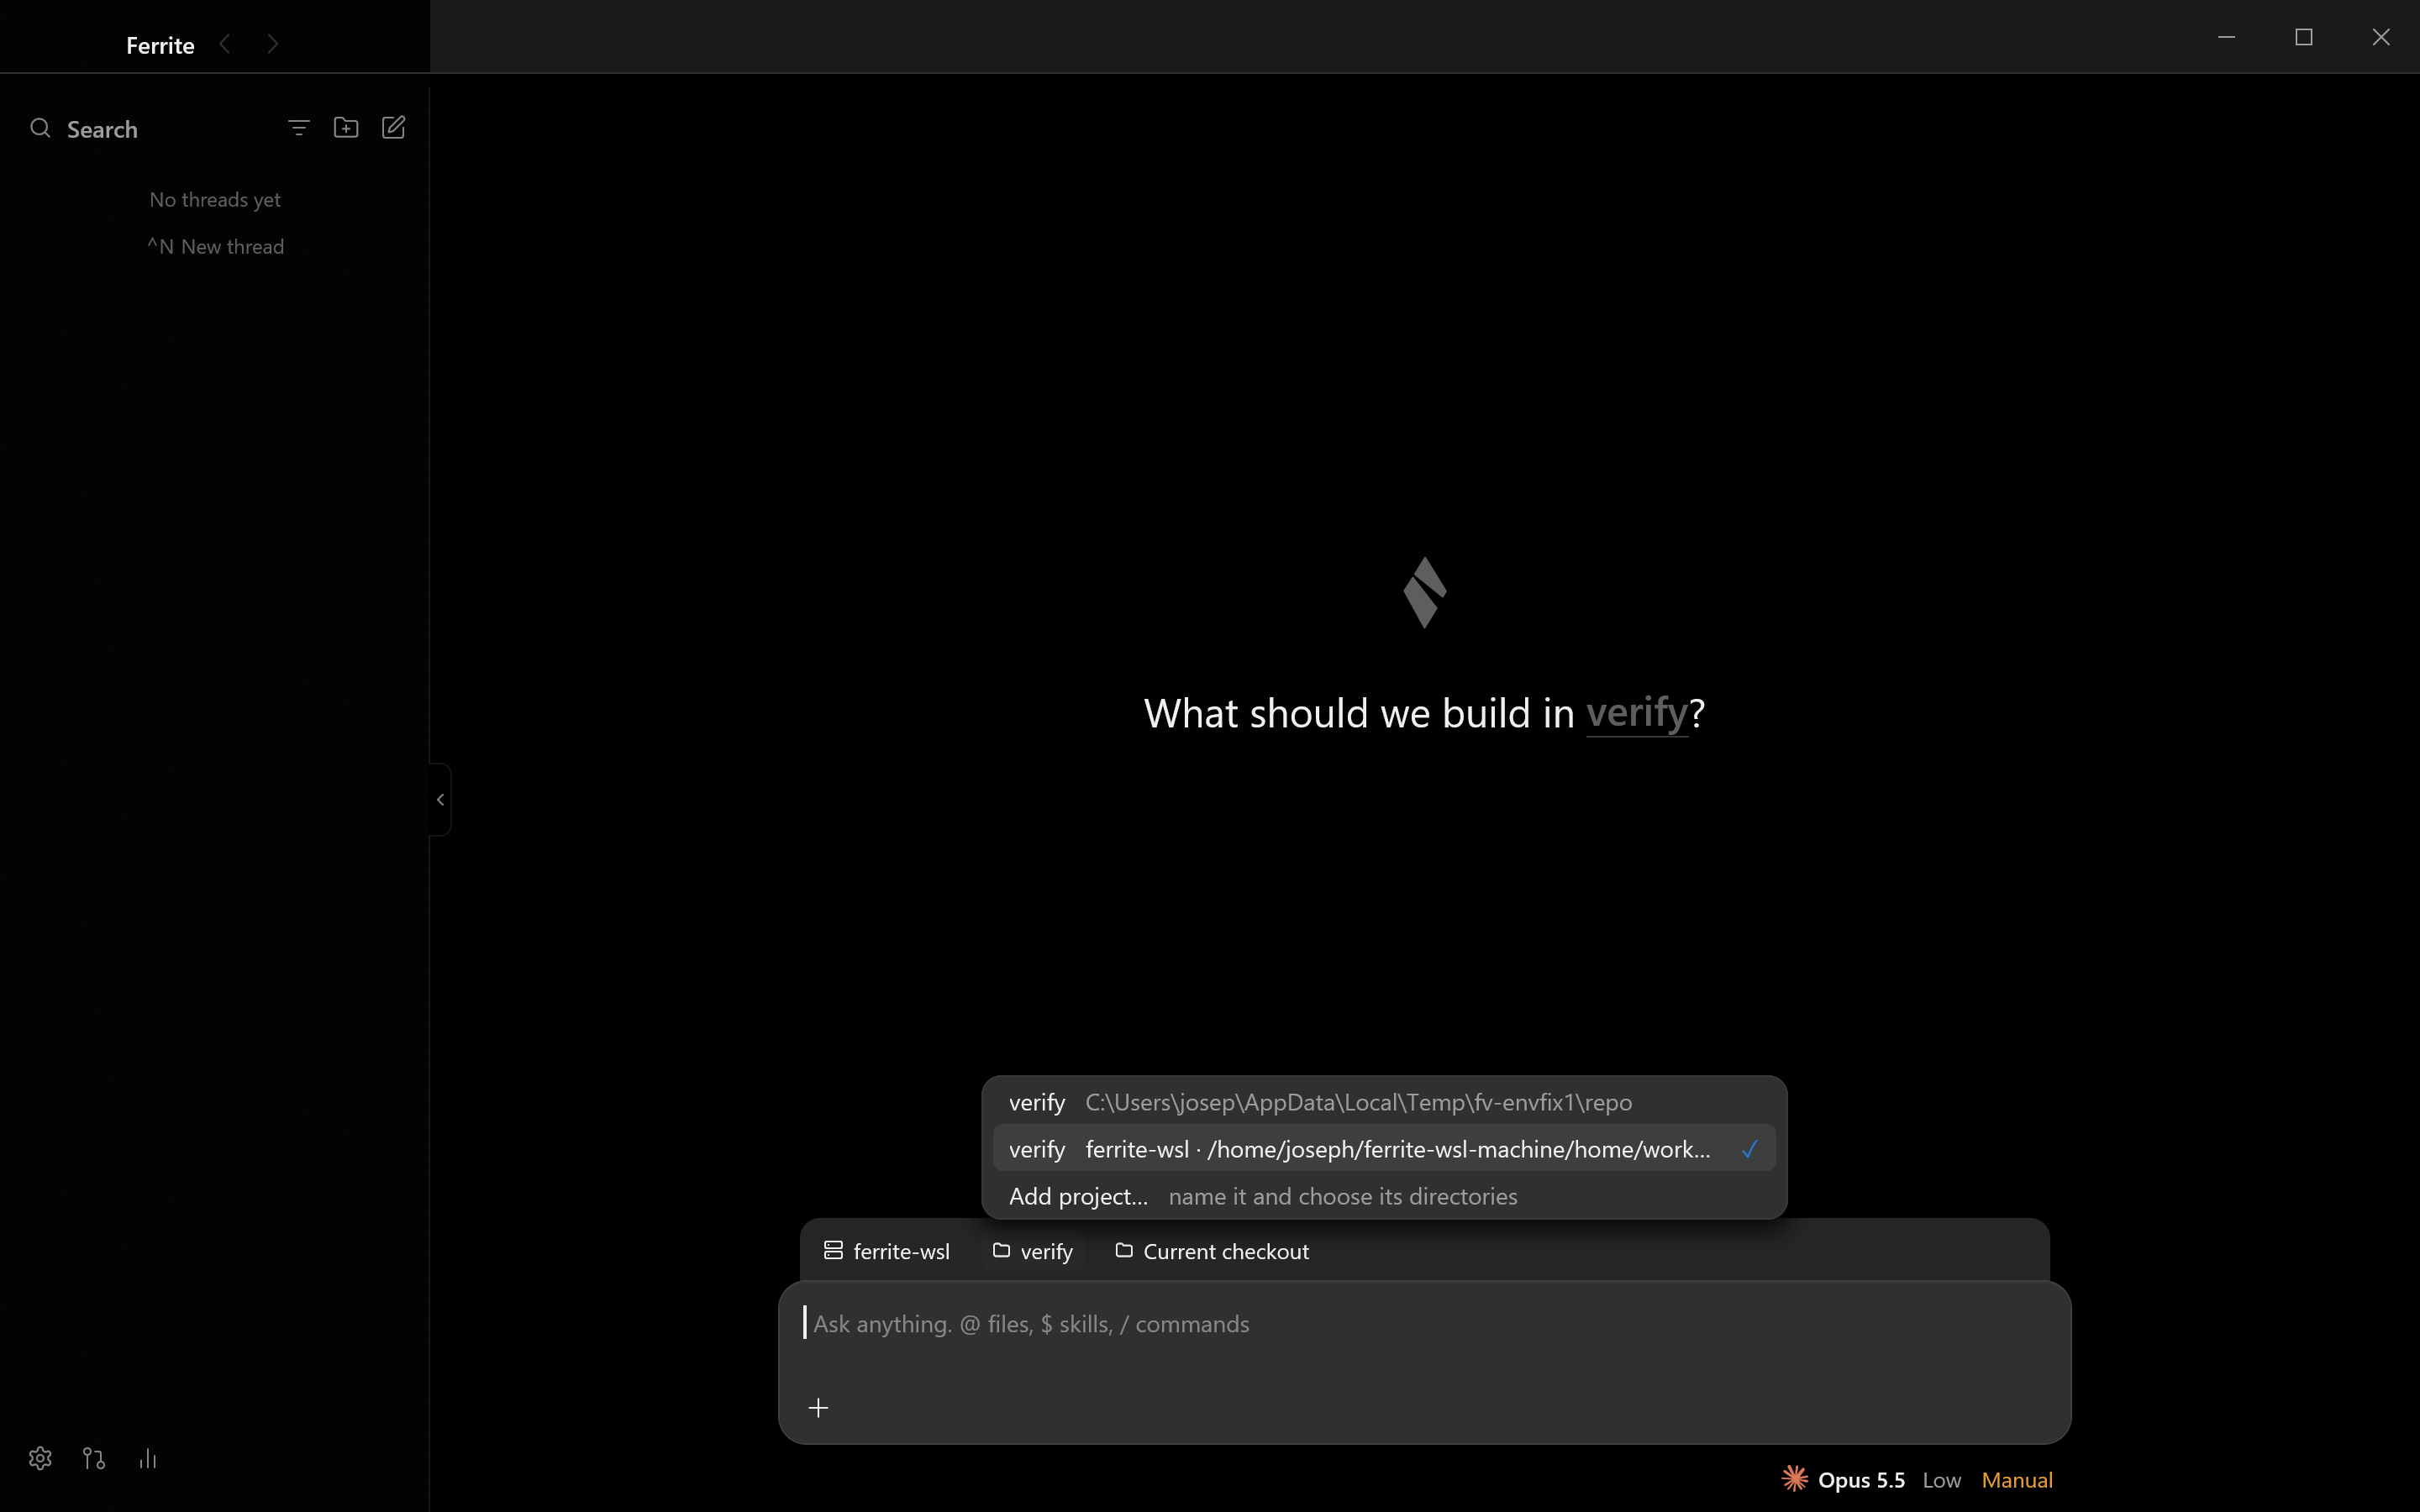 Ferrite
Search
No threads yet
^N New thread
What should we build in verify?
verify C:\Users\josep\AppData\Local\Temp\fv-envfix1\repo
verify ferrite-wsl · /home/joseph/ferrite-wsl-machine/home/work...
Add project... name it and choose its directories
ferrite-wsl verify Current checkout
Ask anything. @ files, $ skills, / commands
Opus 5.5 Low Manual